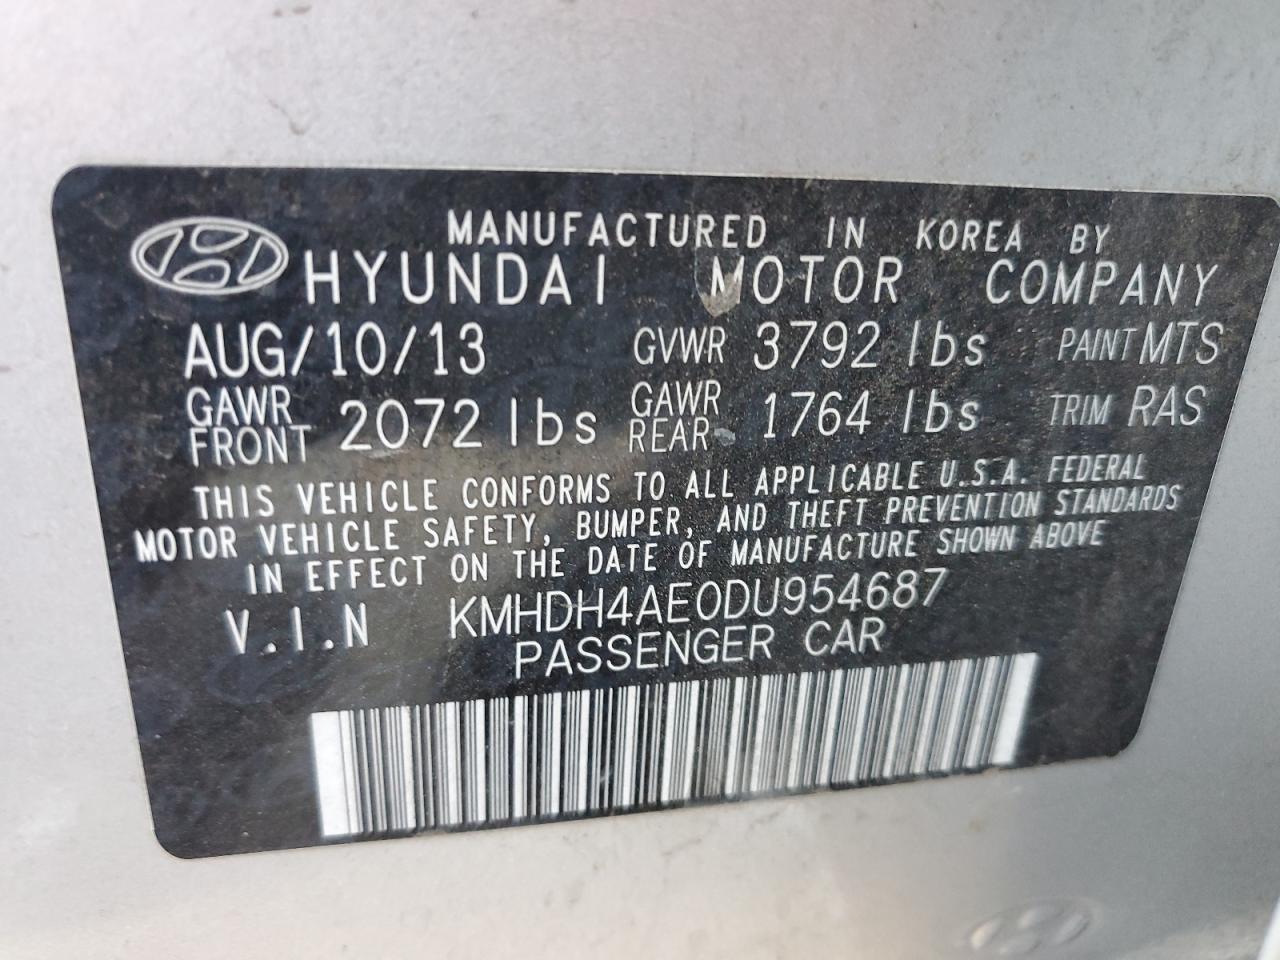 MANUFACTURED IN KOREA BY
HYUNDAI MOTOR COMPANY
AUG/10/13 GVWR 3792 lbs PAINT MTS
GAWR FRONT 2072 lbs GAWR REAR 1764 lbs TRIM RAS
THIS VEHICLE CONFORMS TO ALL APPLICABLE U.S.A. FEDERAL
MOTOR VEHICLE SAFETY, BUMPER, AND THEFT PREVENTION STANDARDS
IN EFFECT ON THE DATE OF MANUFACTURE SHOWN ABOVE
V.I.N KMHDH4AE0DU954687
PASSENGER CAR